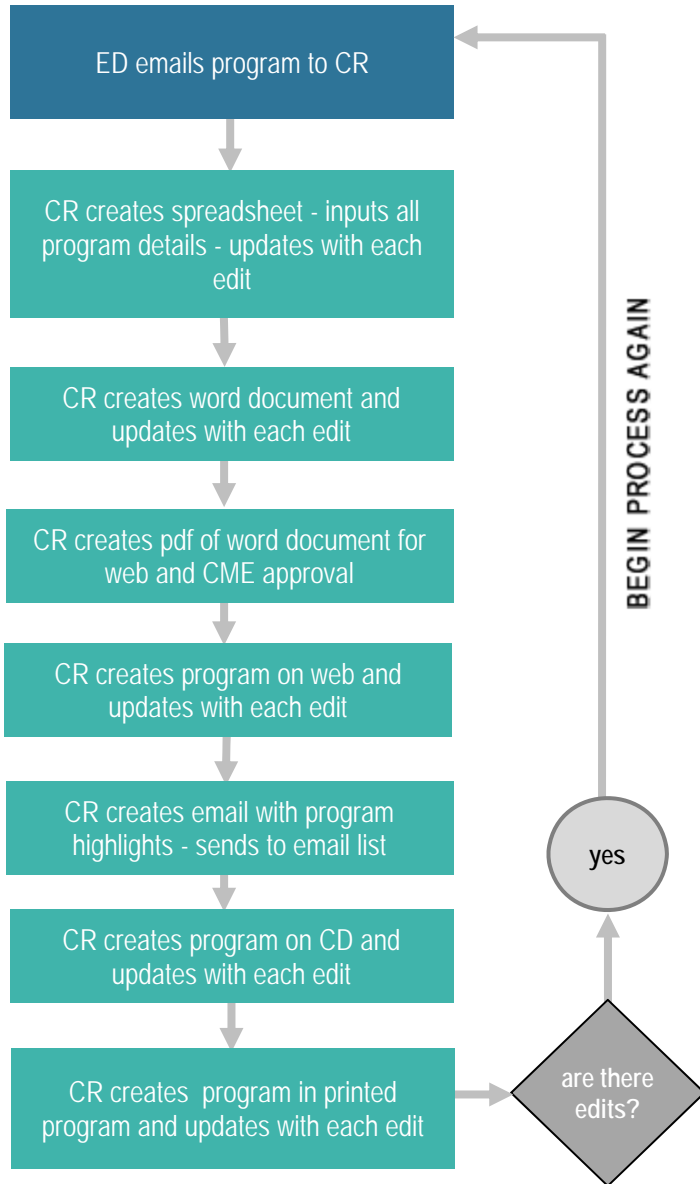 ED emails program to CR
CR creates spreadsheet - inputs all
program details - updates with each
edit
CR creates word document and
updates with each edit
CR creates pdf of word document for
web and CME approval
CR creates program on web and
updates with each edit
CR creates email with program
highlights - sends to email list
CR creates program on CD and
updates with each edit
CR creates  program in printed
program and updates with each edit
are there
edits?
yes
BEGIN PROCESS AGAIN